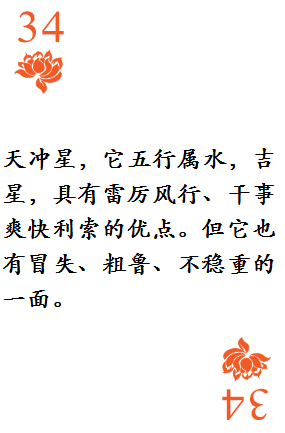 34
天冲星，它五行属水，吉
星，具有雷厉风行、干事
爽快利索的优点。但它也
有冒失、粗鲁、不稳重的
一面。
34